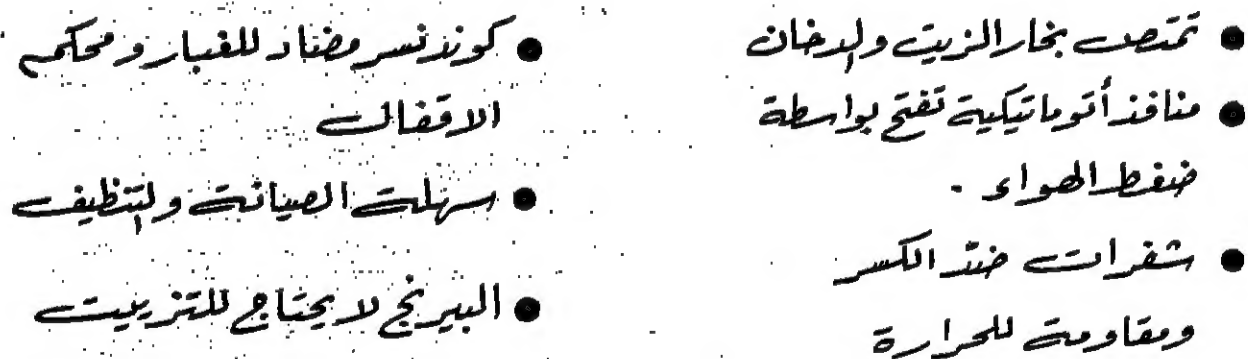 • تمتص بخار الزيت والدخان
• منافذ أتوماتيكية تفتح بواسطة
ضغط الهواء .
• شفرات ضد الكسر
ومقاومة للحرارة
• كوندنسر مضاد للغبار ومحكم
الاقفال
• سهلة الصيانة والتنظيف
• البيرنج لا يحتاج للتزييت